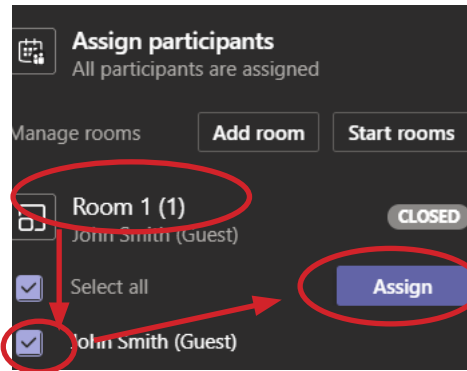 Assign participants
All participants are assigned
Manage rooms Add room Start rooms
Room 1 (1)
CLOSED
John Smith (Guest)
Select all Assign
John Smith (Guest)